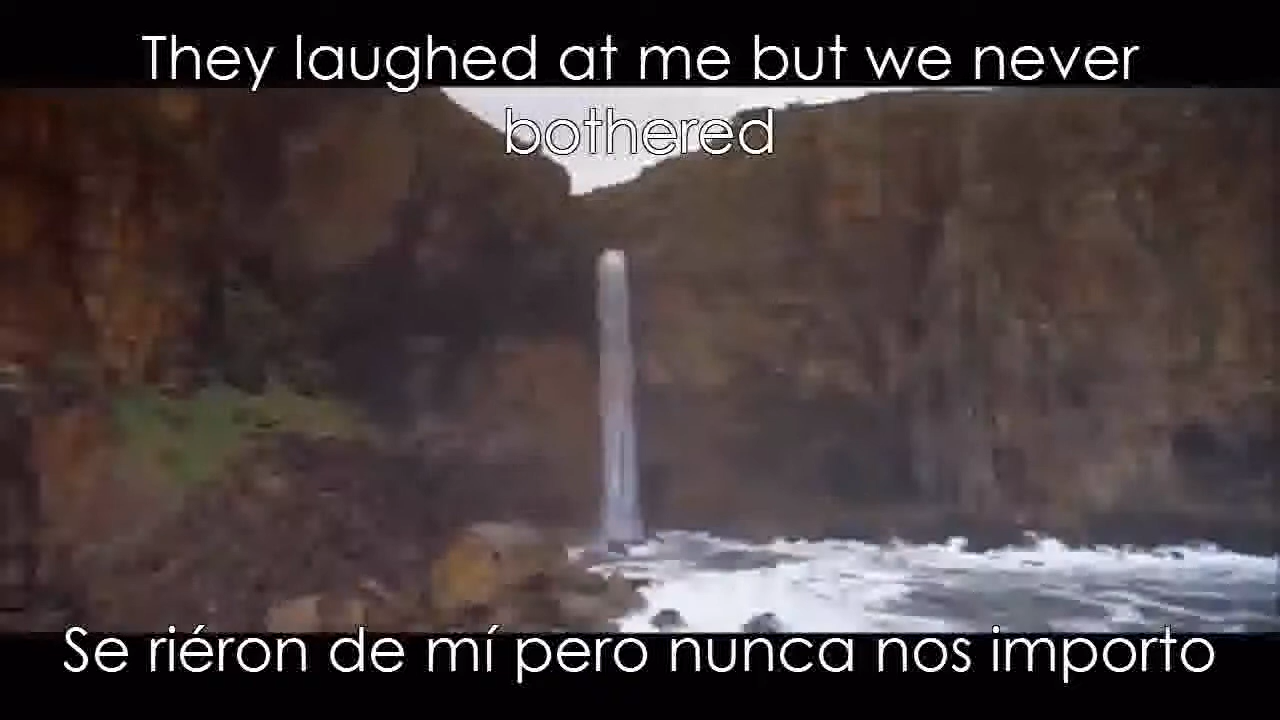 They laughed at me but we never
bothered
Se riéron de mí pero nunca nos importo